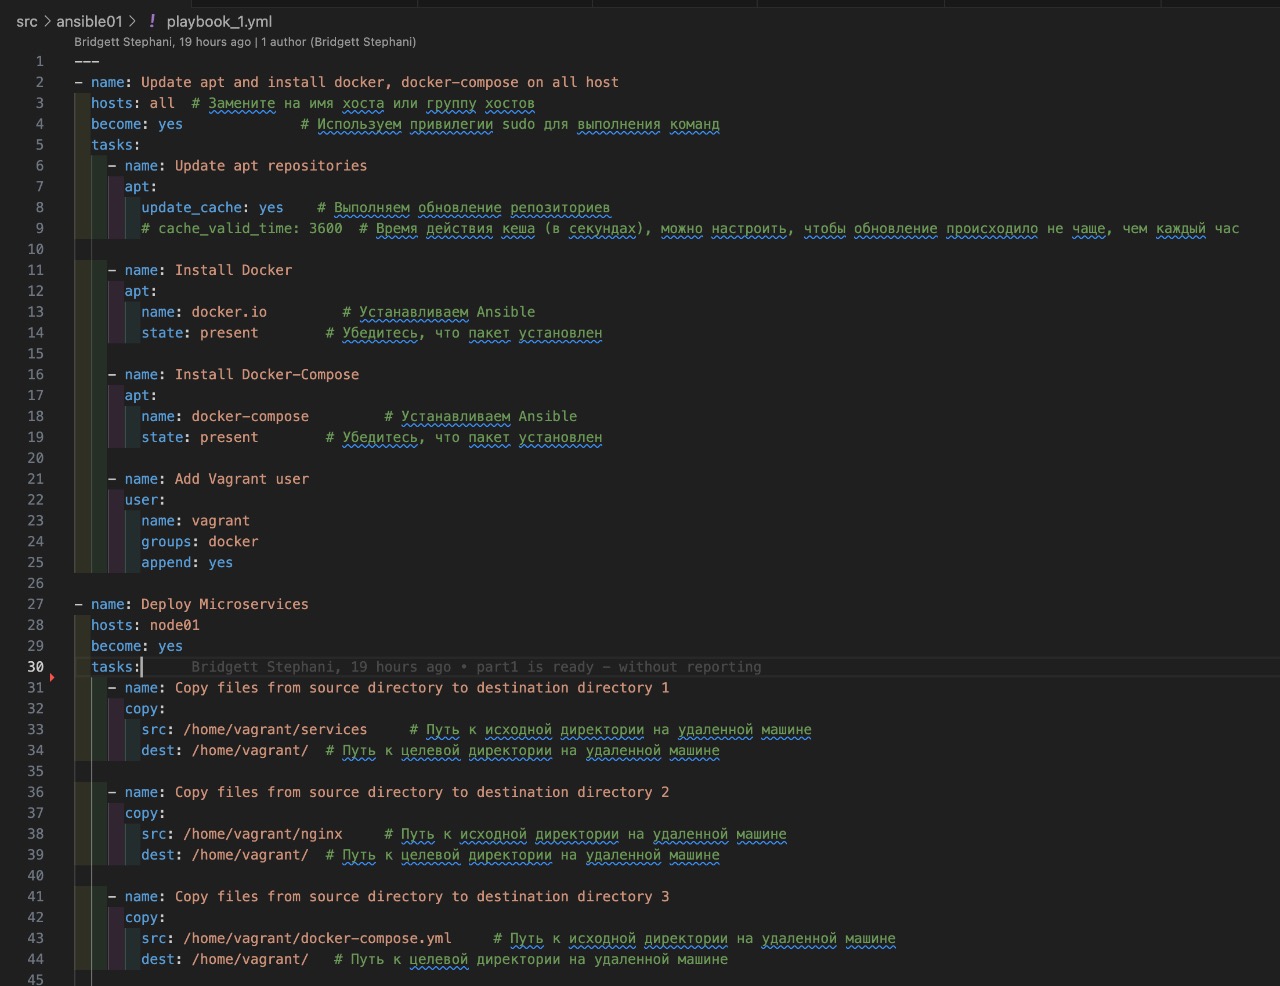 src > ansible01 > ! playbook_1.yml
Bridgett Stephani, 19 hours ago | 1 author (Bridgett Stephani)
1 ---
2 - name: Update apt and install docker, docker-compose on all host
3 hosts: all # Замените на имя хоста или группу хостов
4 become: yes # Используем привилегии sudo для выполнения команд
5 tasks:
6 - name: Update apt repositories
7 apt:
8 update_cache: yes # Выполняем обновление репозиториев
9 # cache_valid_time: 3600 # Время действия кеша (в секундах), можно настроить, чтобы обновление происходило не чаще, чем каждый час
10
11 - name: Install Docker
12 apt:
13 name: docker.io # Устанавливаем Ansible
14 state: present # Убедитесь, что пакет установлен
15
16 - name: Install Docker-Compose
17 apt:
18 name: docker-compose # Устанавливаем Ansible
19 state: present # Убедитесь, что пакет установлен
20
21 - name: Add Vagrant user
22 user:
23 name: vagrant
24 groups: docker
25 append: yes
26
27 - name: Deploy Microservices
28 hosts: node01
29 become: yes
30 tasks: Bridgett Stephani, 19 hours ago • part1 is ready – without reporting
31 - name: Copy files from source directory to destination directory 1
32 copy:
33 src: /home/vagrant/services # Путь к исходной директории на удаленной машине
34 dest: /home/vagrant/ # Путь к целевой директории на удаленной машине
35
36 - name: Copy files from source directory to destination directory 2
37 copy:
38 src: /home/vagrant/nginx # Путь к исходной директории на удаленной машине
39 dest: /home/vagrant/ # Путь к целевой директории на удаленной машине
40
41 - name: Copy files from source directory to destination directory 3
42 copy:
43 src: /home/vagrant/docker-compose.yml # Путь к исходной директории на удаленной машине
44 dest: /home/vagrant/ # Путь к целевой директории на удаленной машине
45